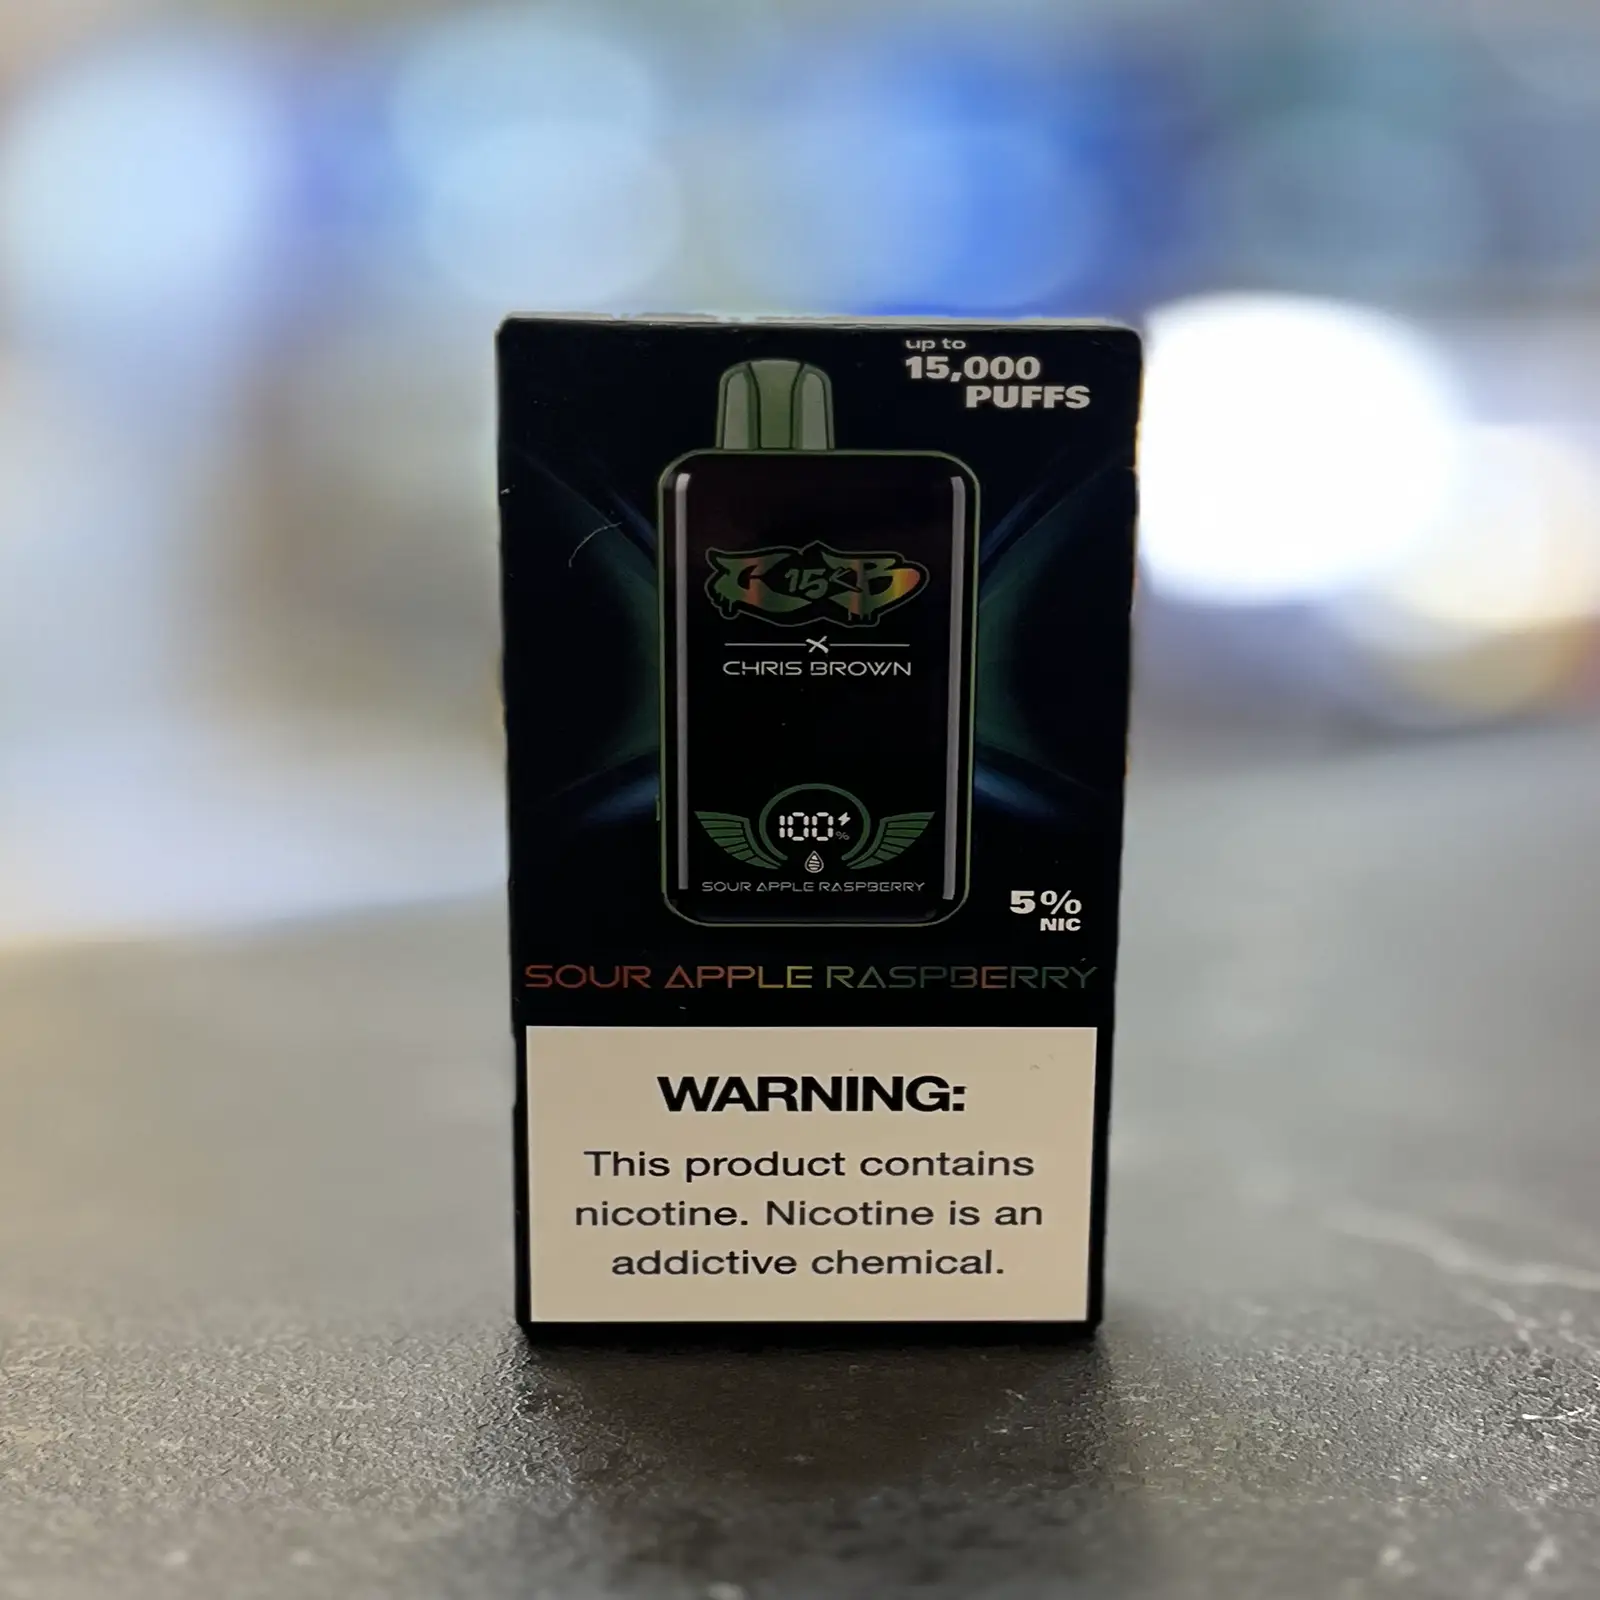 up to
15,000
PUFFS
C 15K B
X
CHRIS BROWN
100%
SOUR APPLE RASPBERRY
5%
NIC
SOUR APPLE RASPBERRY
WARNING:
This product contains
nicotine. Nicotine is an
addictive chemical.